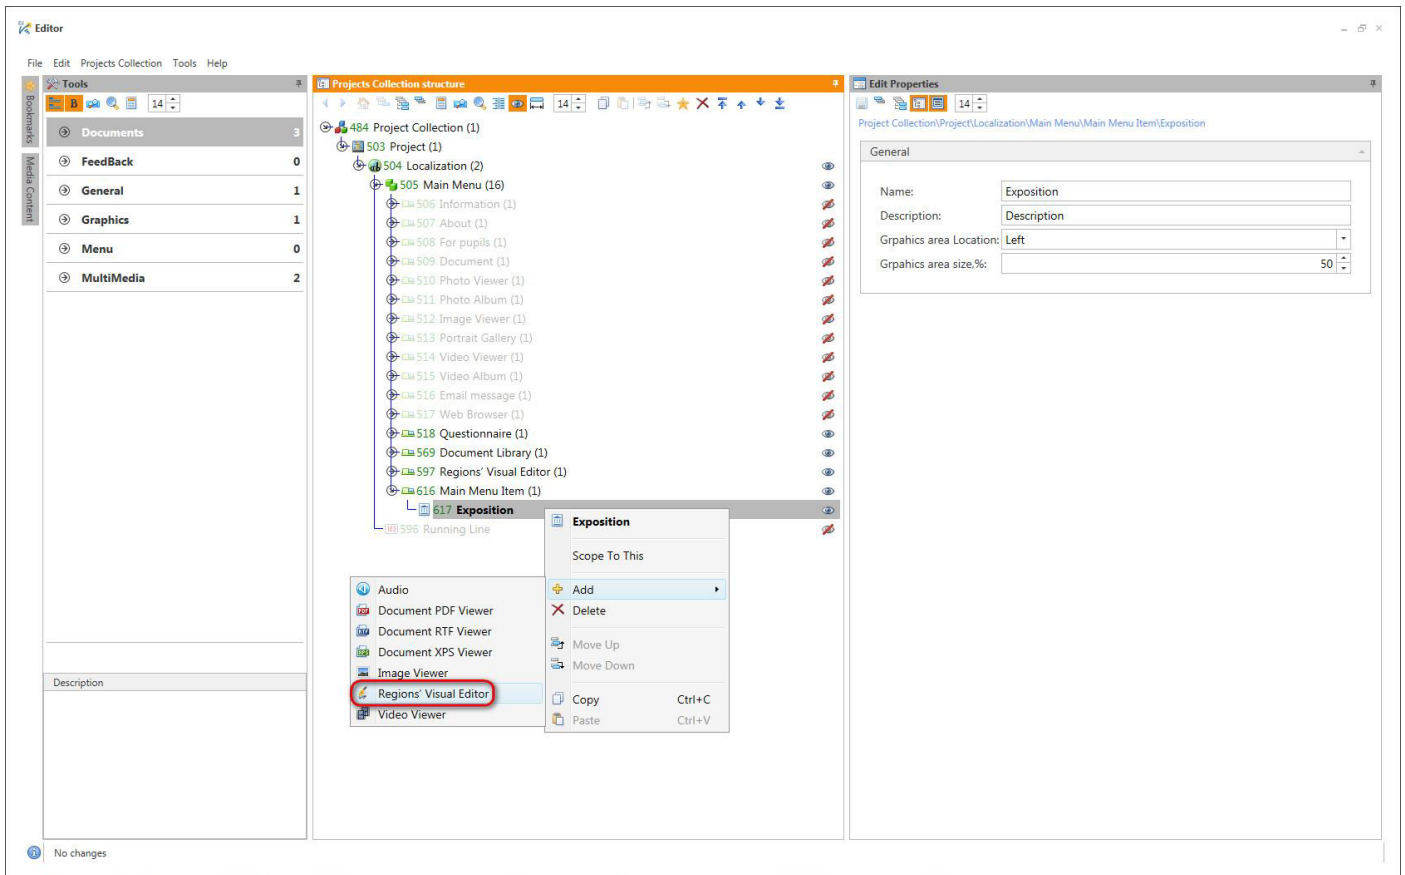 Editor
File Edit Projects Collection Tools Help
Bookmarks
Media Content
Tools
B 14
Documents 3
FeedBack 0
General 1
Graphics 1
Menu 0
MultiMedia 2
Description
Projects Collection structure
14
484 Project Collection (1)
503 Project (1)
504 Localization (2)
505 Main Menu (16)
506 Information (1)
507 About (1)
508 For pupils (1)
509 Document (1)
510 Photo Viewer (1)
511 Photo Album (1)
512 Image Viewer (1)
513 Portrait Gallery (1)
514 Video Viewer (1)
515 Video Album (1)
516 Email message (1)
517 Web Browser (1)
518 Questionnaire (1)
569 Document Library (1)
597 Regions' Visual Editor (1)
616 Main Menu Item (1)
617 Exposition
596 Running Line
Exposition
Scope To This
Add
Delete
Move Up
Move Down
Copy Ctrl+C
Paste Ctrl+V
Audio
Document PDF Viewer
Document RTF Viewer
Document XPS Viewer
Image Viewer
Regions' Visual Editor
Video Viewer
Edit Properties
14
Project Collection\Project\Localization\Main Menu\Main Menu Item\Exposition
General
Name: Exposition
Description: Description
Grpahics area Location: Left
Grpahics area size,%: 50
No changes